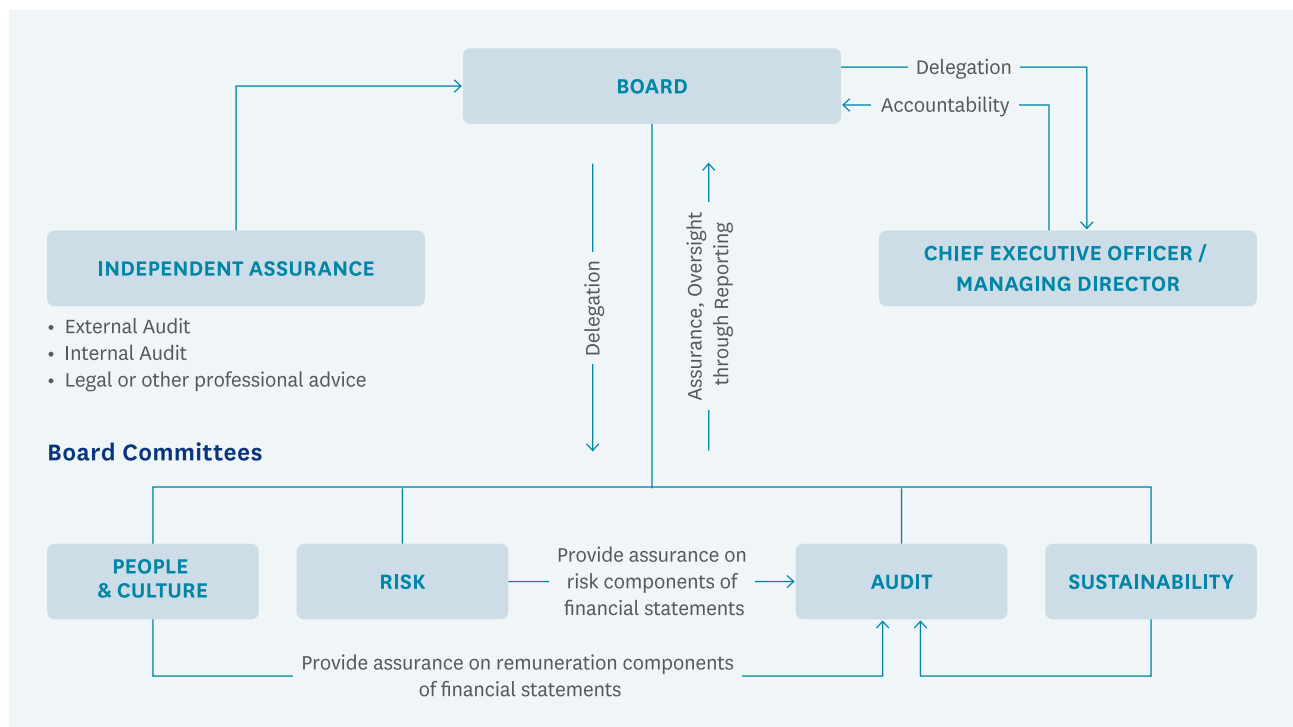 BOARD
Delegation
Accountability
INDEPENDENT ASSURANCE
• External Audit
• Internal Audit
• Legal or other professional advice
Delegation
Assurance, Oversight
through Reporting
CHIEF EXECUTIVE OFFICER /
MANAGING DIRECTOR
Board Committees
PEOPLE
& CULTURE
RISK
Provide assurance on
risk components of
financial statements
AUDIT
SUSTAINABILITY
Provide assurance on remuneration components
of financial statements